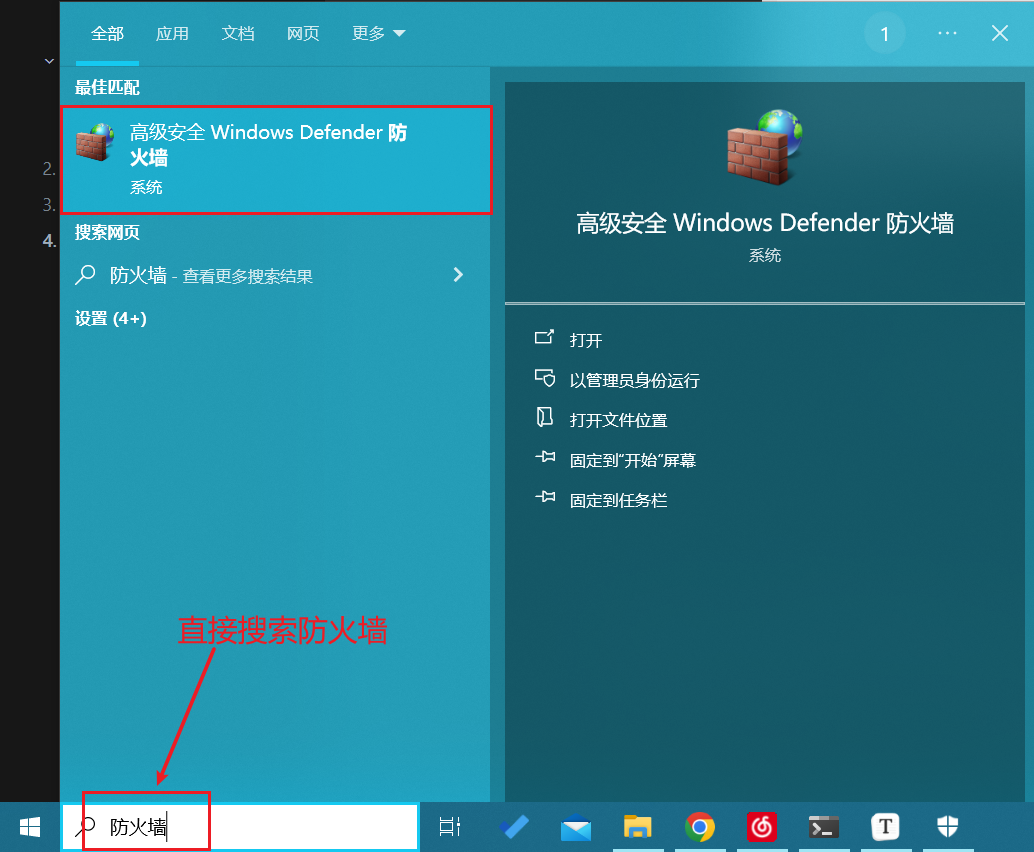 全部 应用 文档 网页 更多 1 ···
最佳匹配
高级安全 Windows Defender 防
火墙
系统
2.
3.
4.
搜索网页
防火墙 - 查看更多搜索结果
设置 (4+)
高级安全 Windows Defender 防火墙
系统
打开
以管理员身份运行
打开文件位置
固定到"开始"屏幕
固定到任务栏
直接搜索防火墙
防火墙
T